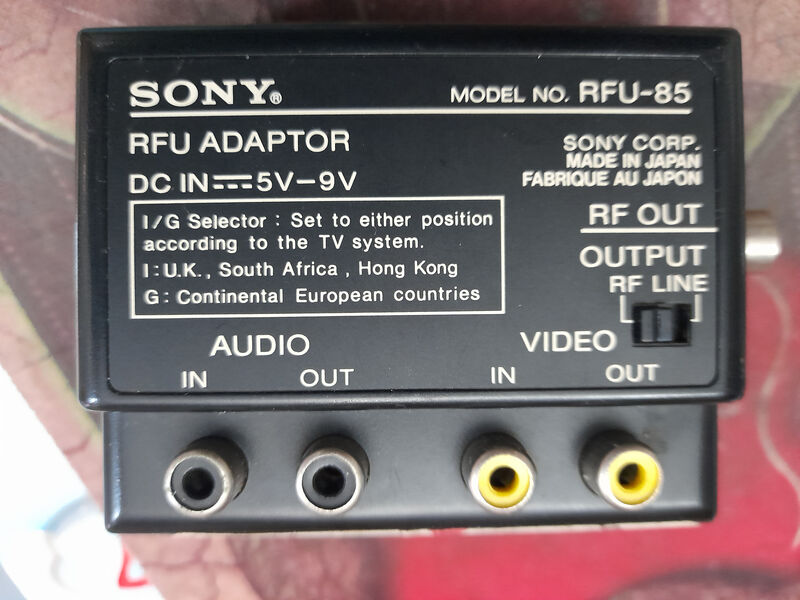 SONY® MODEL NO. RFU-85
RFU ADAPTOR
DC IN⎓5V–9V
SONY CORP.
MADE IN JAPAN
FABRIQUE AU JAPON
I/G Selector : Set to either position
according to the TV system.
I : U.K., South Africa , Hong Kong
G : Continental European countries
RF OUT
OUTPUT
RF LINE
AUDIO VIDEO
IN OUT IN OUT